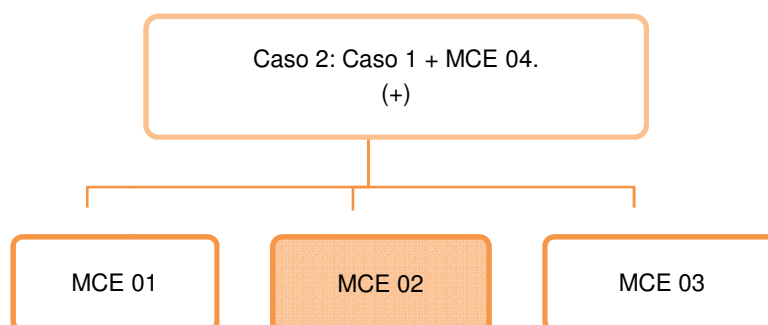 Caso 2: Caso 1 + MCE 04.
(+)
MCE 01
MCE 02
MCE 03